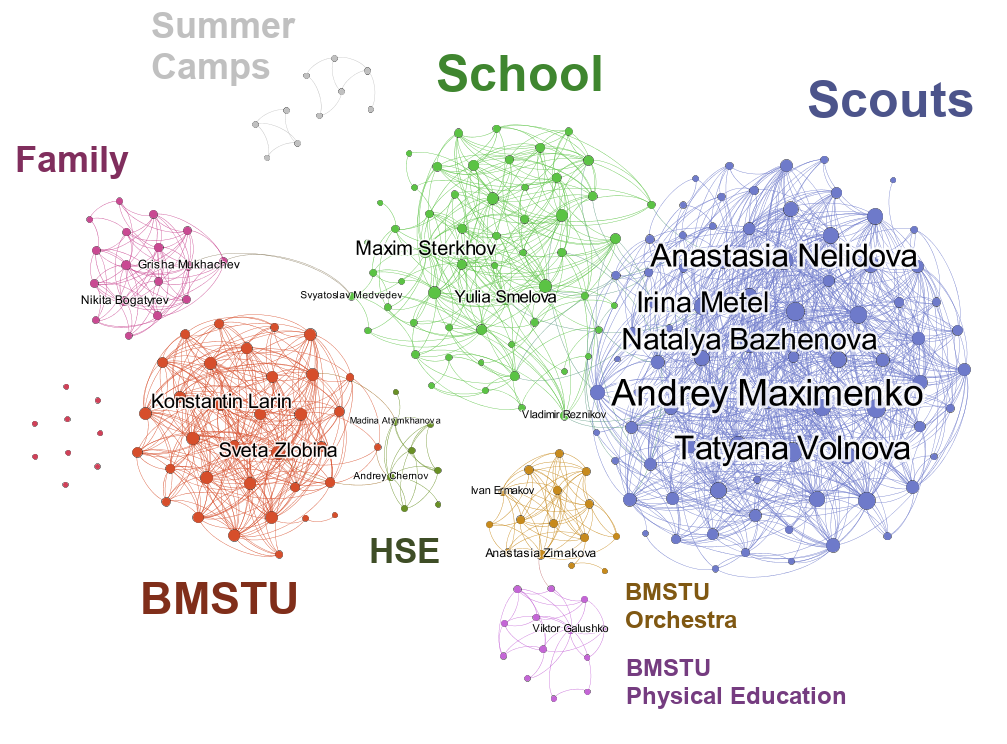 Summer
Camps
School
Scouts
Family
Maxim Sterkhov
Anastasia Nelidova
Grisha Mukhachev
Nikita Bogatyrev
Svyatoslav Medvedev
Yulia Smelova
Irina Metel
Natalya Bazhenova
Andrey Maximenko
Konstantin Larin
Vladimir Reznikov
Madina Atymkhanova
Sveta Zlobina
Tatyana Volnova
Andrey Chernov
Ivan Ermakov
HSE
Anastasia Zimakova
BMSTU
BMSTU
Orchestra
Viktor Galushko
BMSTU
Physical Education